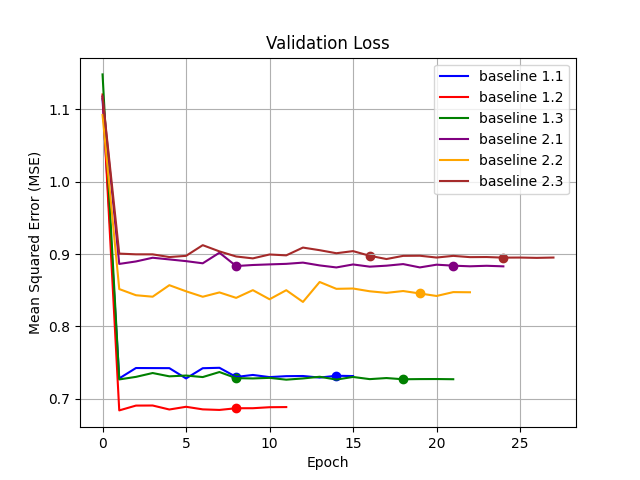 Validation Loss
Mean Squared Error (MSE)
1.1
1.0
0.9
0.8
0.7
0
5
10
15
20
25
Epoch
baseline 1.1
baseline 1.2
baseline 1.3
baseline 2.1
baseline 2.2
baseline 2.3